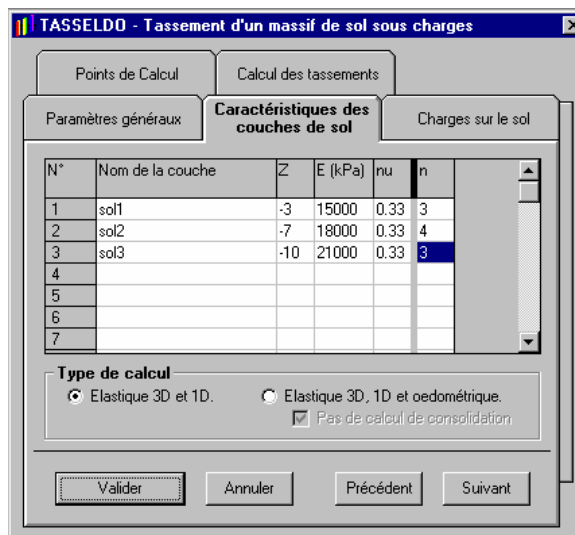 TASSELDO - Tassement d'un massif de sol sous charges
Points de Calcul Calcul des tassements
Paramètres généraux Caractéristiques des couches de sol Charges sur le sol
N° Nom de la couche Z E (kPa) nu n
1 sol1 -3 15000 0.33 3
2 sol2 -7 18000 0.33 4
3 sol3 -10 21000 0.33 3
4
5
6
7
Type de calcul
Elastique 3D et 1D. Elastique 3D, 1D et oedométrique.
Pas de calcul de consolidation
Valider Annuler Précédent Suivant